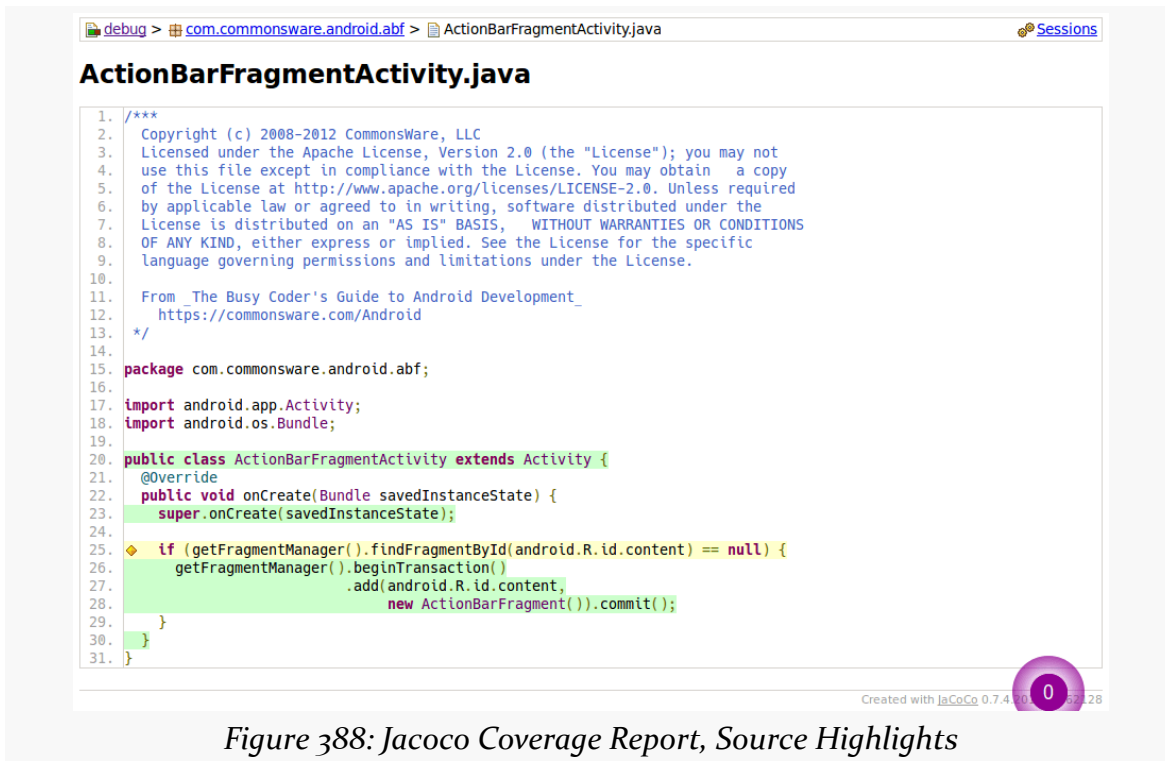 debug > com.commonsware.android.abf > ActionBarFragmentActivity.java Sessions
ActionBarFragmentActivity.java
1. /***
2. Copyright (c) 2008-2012 CommonsWare, LLC
3. Licensed under the Apache License, Version 2.0 (the "License"); you may not
4. use this file except in compliance with the License. You may obtain   a copy
5. of the License at http://www.apache.org/licenses/LICENSE-2.0. Unless required
6. by applicable law or agreed to in writing, software distributed under the
7. License is distributed on an "AS IS" BASIS,   WITHOUT WARRANTIES OR CONDITIONS
8. OF ANY KIND, either express or implied. See the License for the specific
9. language governing permissions and limitations under the License.
10.
11. From _The Busy Coder's Guide to Android Development_
12. https://commonsware.com/Android
13. */
14.
15. package com.commonsware.android.abf;
16.
17. import android.app.Activity;
18. import android.os.Bundle;
19.
20. public class ActionBarFragmentActivity extends Activity {
21. @Override
22. public void onCreate(Bundle savedInstanceState) {
23. super.onCreate(savedInstanceState);
24.
25. if (getFragmentManager().findFragmentById(android.R.id.content) == null) {
26. getFragmentManager().beginTransaction()
27. .add(android.R.id.content,
28. new ActionBarFragment()).commit();
29. }
30. }
31. }
0
Created with JaCoCo
Figure 388: Jacoco Coverage Report, Source Highlights